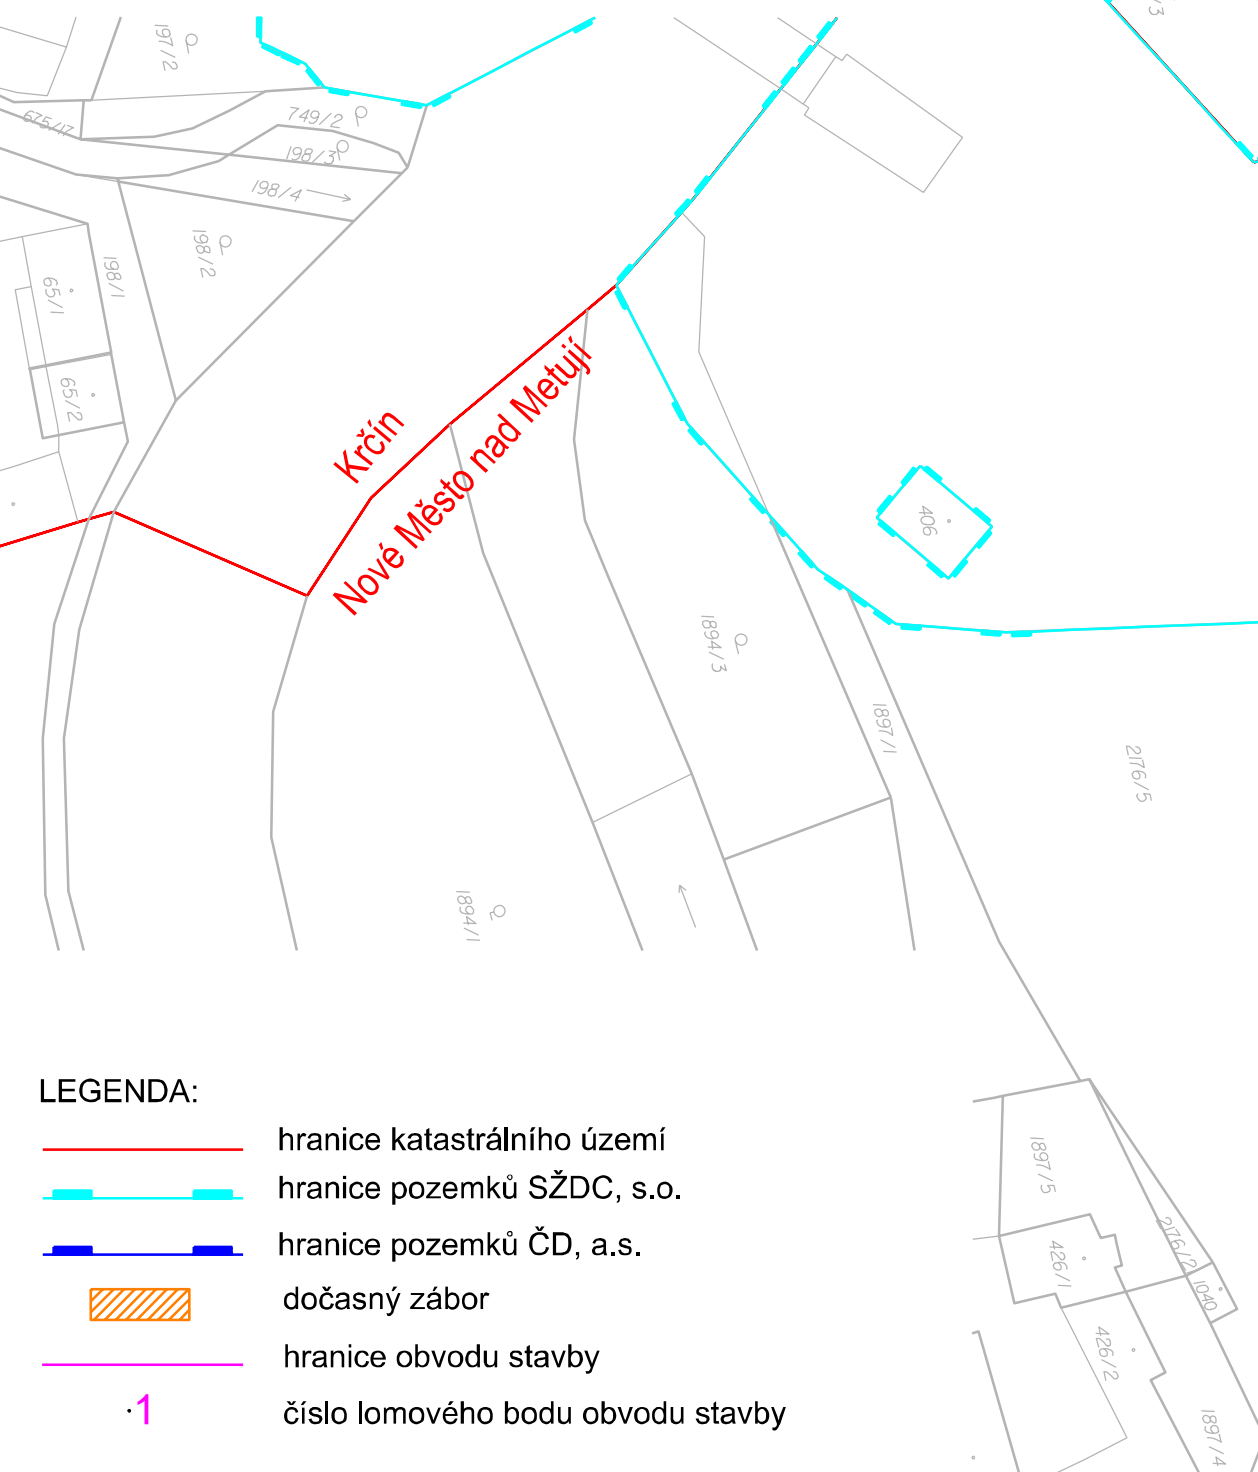 197/2
675/17
749/2
198/3
198/4
198/2
198/1
65/1
65/2
Krčín
Nové Město nad Metují
406
1894/3
1897/1
2176/5
1894/1
LEGENDA:
hranice katastrálního území
hranice pozemků SŽDC, s.o.
hranice pozemků ČD, a.s.
dočasný zábor
hranice obvodu stavby
·1 číslo lomového bodu obvodu stavby
1897/5
2176/2
426/1
1040
426/2
1897/4